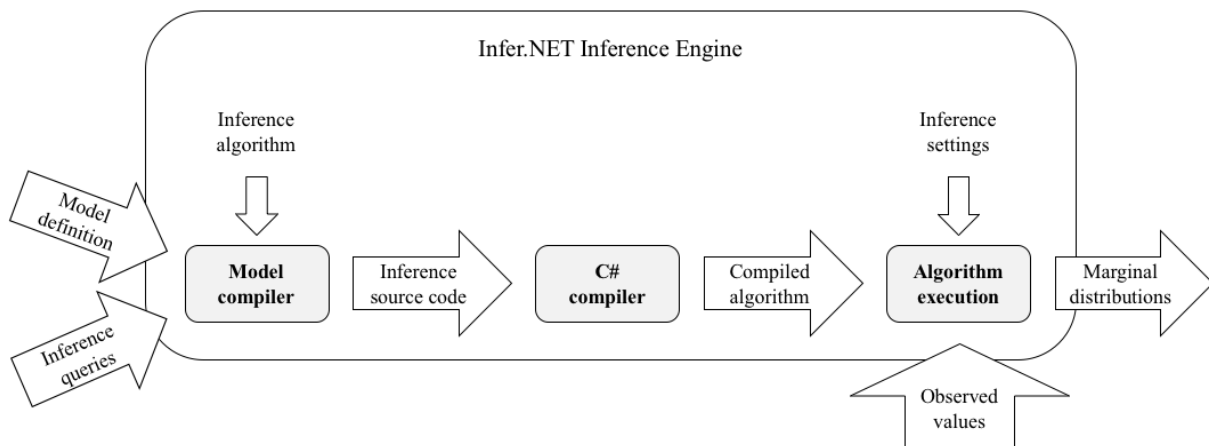 Infer.NET Inference Engine
Inference
algorithm
Inference
settings
Model
definition
Inference
queries
Model
compiler
Inference
source code
C#
compiler
Compiled
algorithm
Algorithm
execution
Marginal
distributions
Observed
values